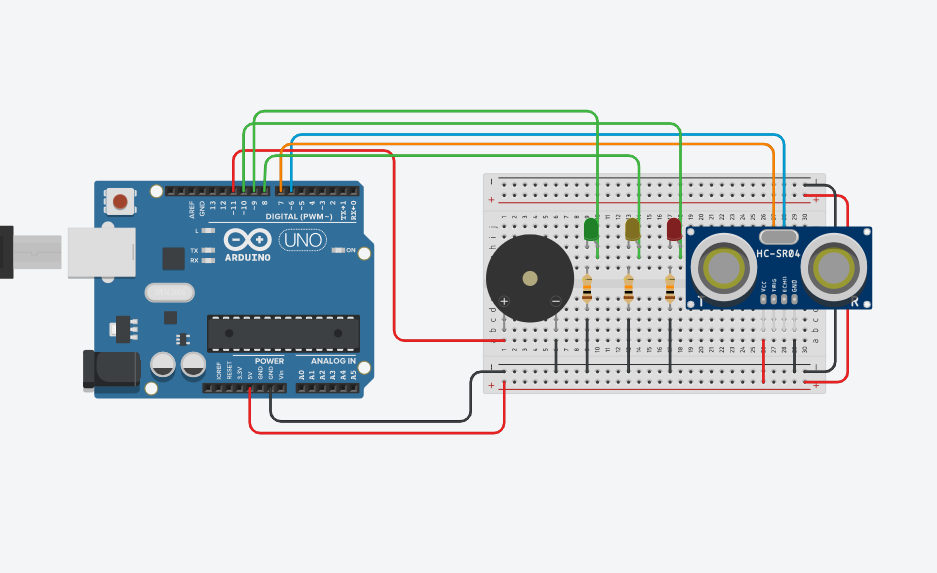 AREF
GND
13
12
~11
~10
~9
8
7
~6
~5
4
~3
2
TX→1
RX←0
DIGITAL (PWM~)
L
TX
RX
UNO
ON
ARDUINO
POWER
ANALOG IN
IOREF
RESET
3.3V
5V
GND
GND
Vin
A0
A1
A2
A3
A4
A5
HC-SR04
VCC
TRIG
ECHO
GND
T
R